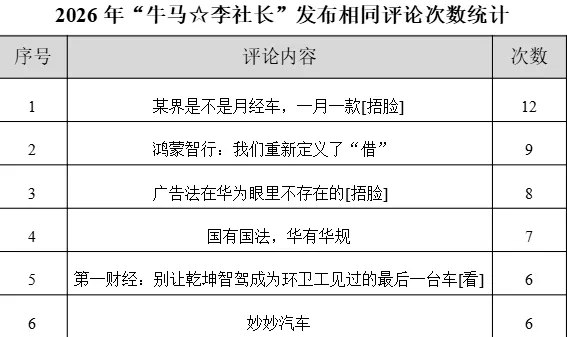 2026 年“牛马☆李社长”发布相同评论次数统计
序号 评论内容 次数
1 某界是不是月经车，一月一款[捂脸] 12
2 鸿蒙智行：我们重新定义了“借” 9
3 广告法在华为眼里不存在的[捂脸] 8
4 国有国法，华有华规 7
5 第一财经：别让乾坤智驾成为环卫工见过的最后一台车[看] 6
6 妙妙汽车 6